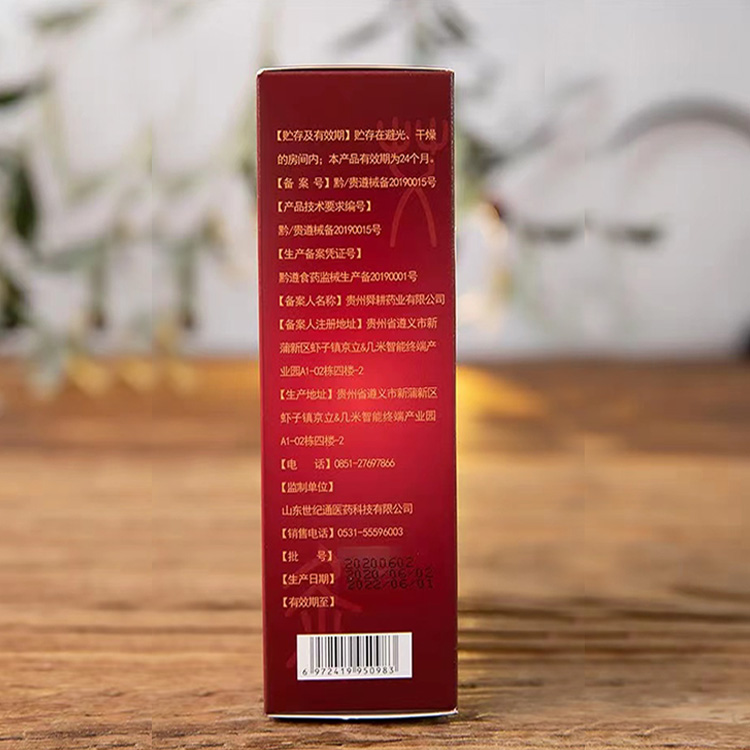 【贮存及有效期】贮存在避光、干燥
的房间内；本产品有效期为24个月。
【备 案 号】黔/贵遵械备20190015号
【产品技术要求编号】
黔/贵遵械备20190015号
【生产备案凭证号】
黔遵食药监械生产备20190001号
【备案人名称】贵州舜耕药业有限公司
【备案人注册地址】贵州省遵义市新
蒲新区虾子镇京立&几米智能终端产
业园A1-02栋四楼-2
【生产地址】贵州省遵义市新蒲新区
虾子镇京立&几米智能终端产业园
A1-02栋四楼-2
【电 话】0851-27697866
【监制单位】
山东世纪通医药科技有限公司
【销售电话】0531-55596003
【批 号】20200602
【生产日期】2020/06/02
【有效期至】2022/06/01
6 972419 950983